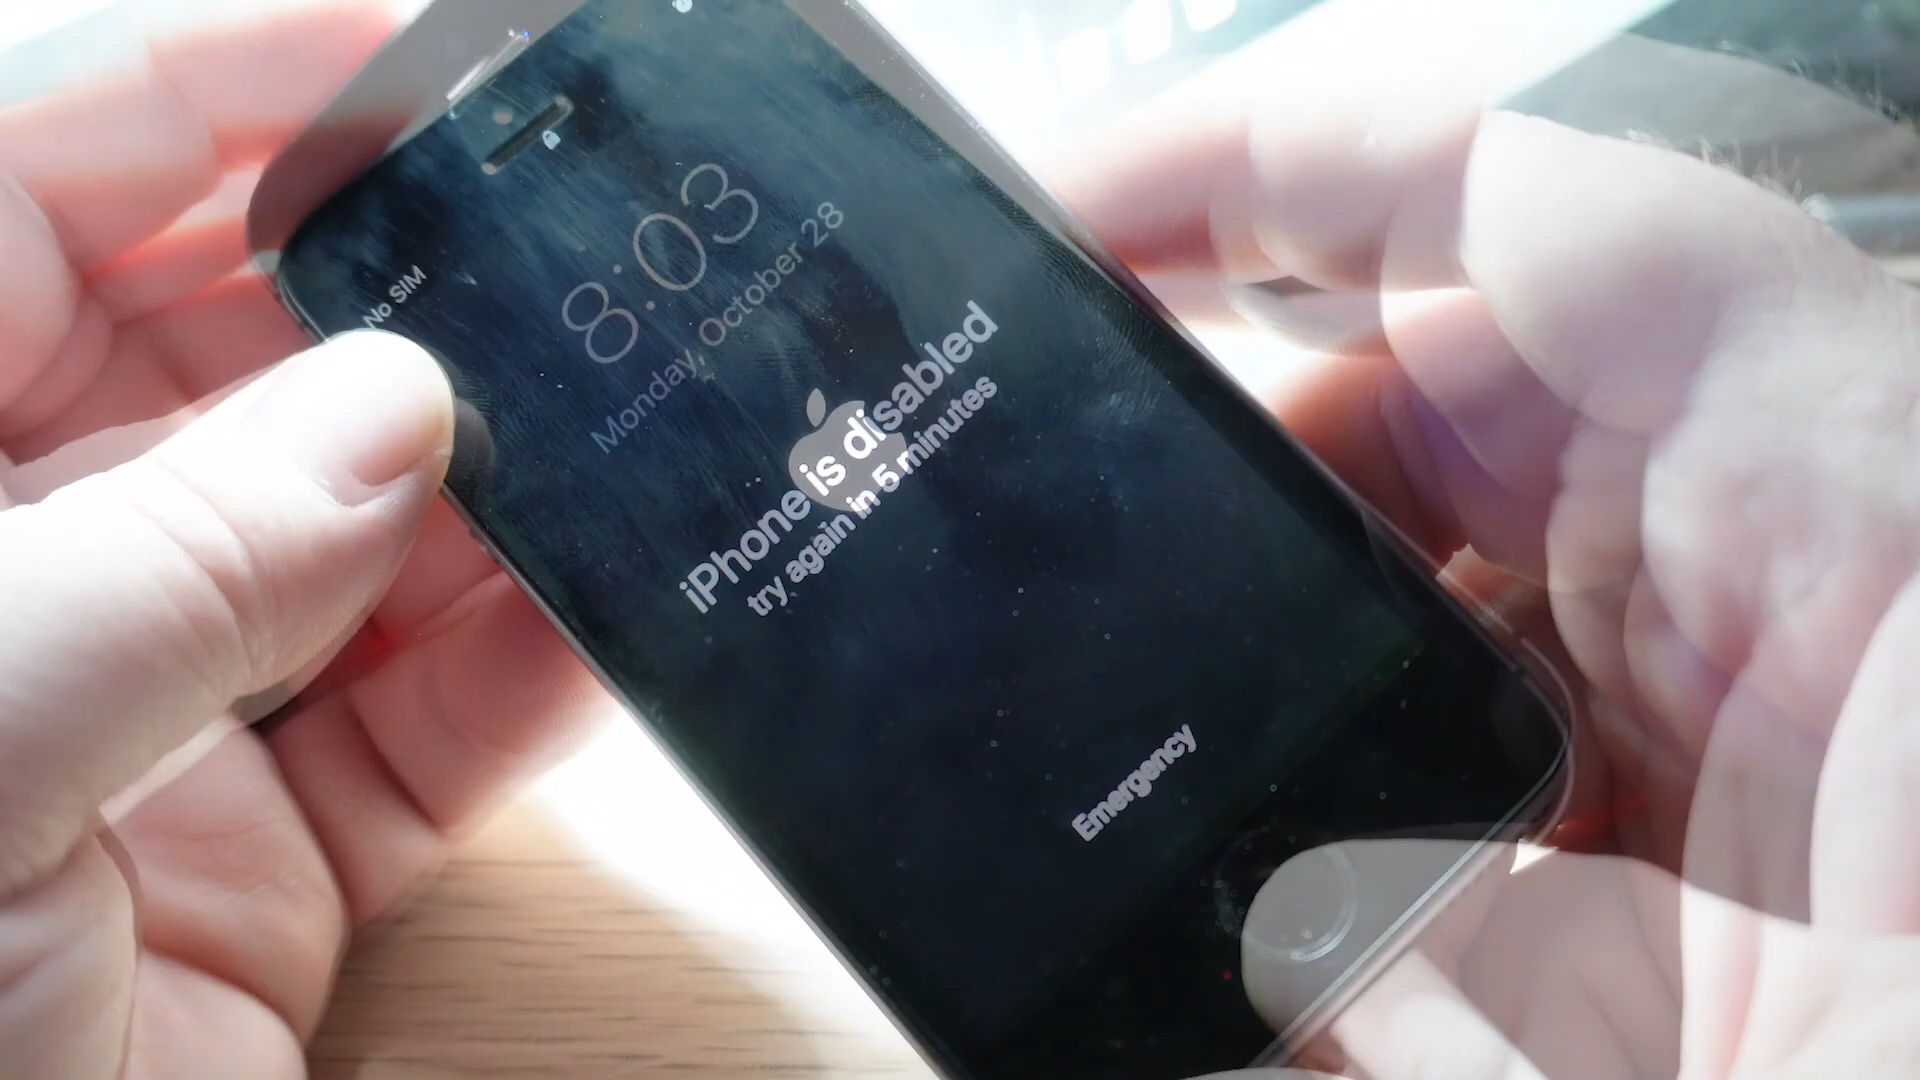 No SIM
8:03
Monday, October 28
iPhone is disabled
try again in 5 minutes
Emergency